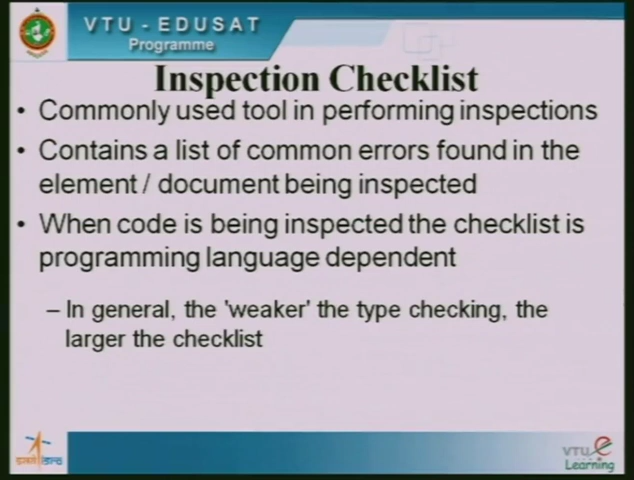 VTU - EDUSAT
Programme
Inspection Checklist
• Commonly used tool in performing inspections
• Contains a list of common errors found in the
element / document being inspected
• When code is being inspected the checklist is
programming language dependent
– In general, the 'weaker' the type checking, the
larger the checklist
VTU e
Learning